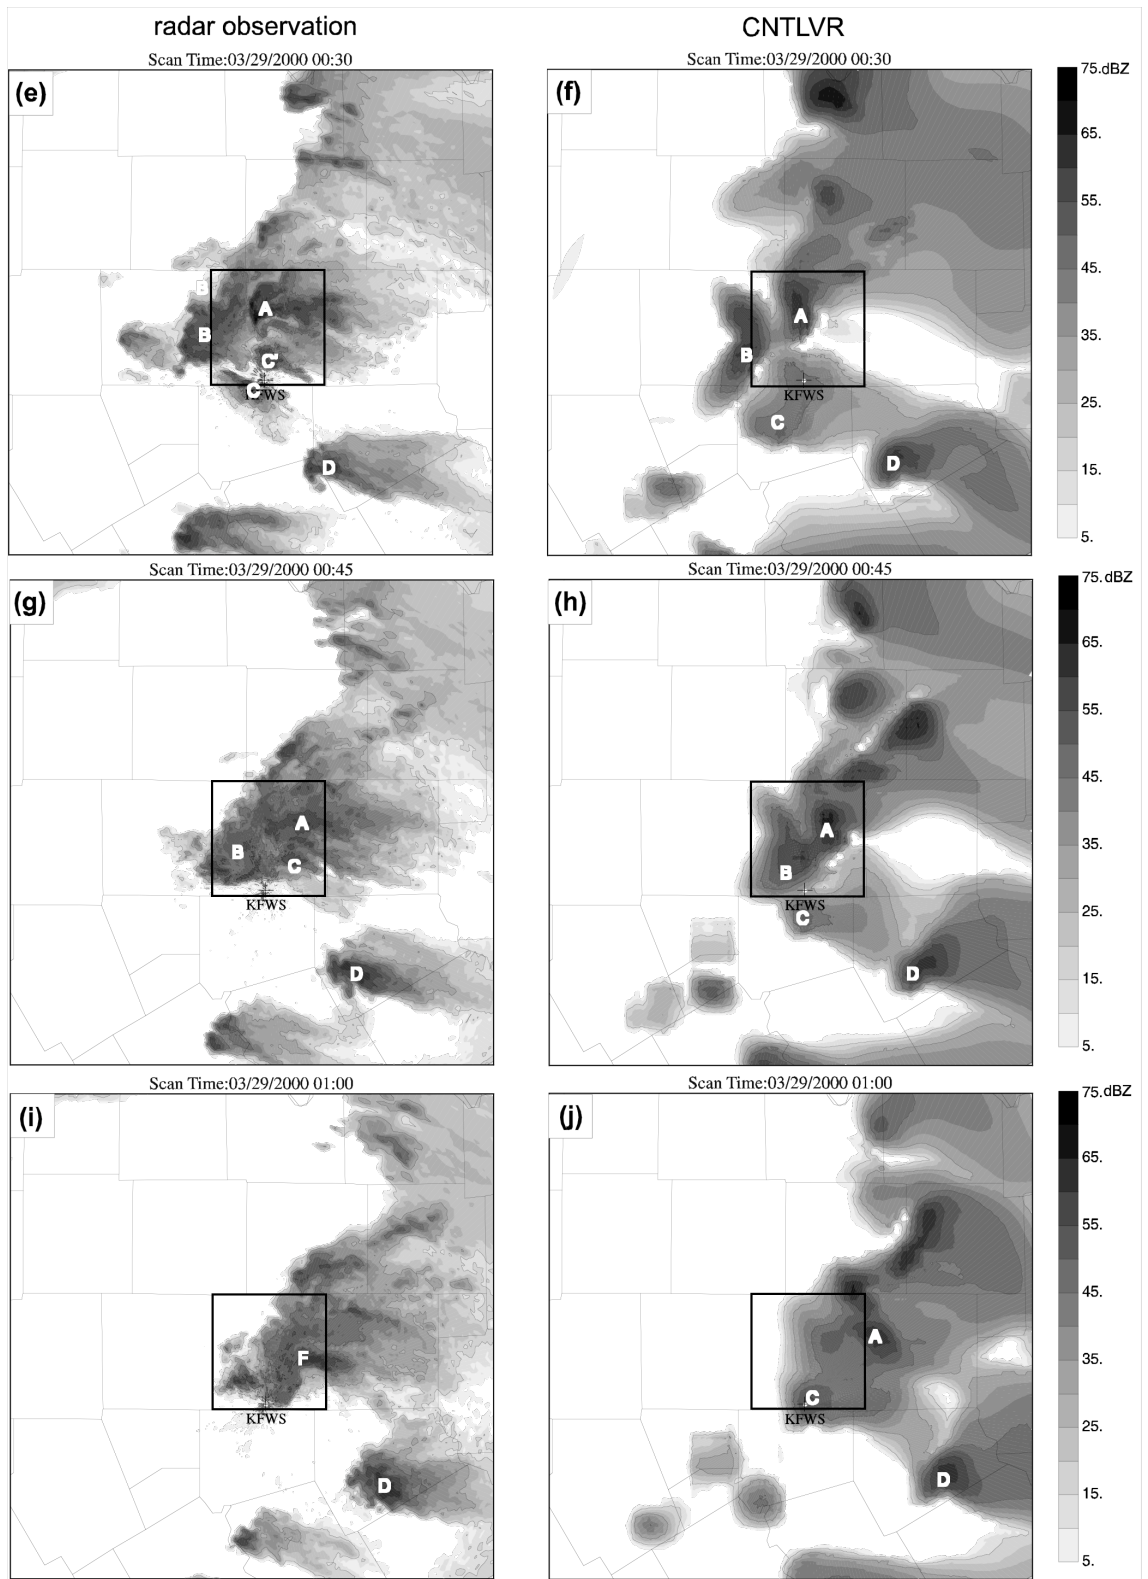 radar observation
CNTLVR
Scan Time:03/29/2000 00:30
Scan Time:03/29/2000 00:30
(e)
A
B
B
C'
C
KFWS
D
(f)
A
B
KFWS
C
D
75. dBZ
65.
55.
45.
35.
25.
15.
5.
Scan Time:03/29/2000 00:45
Scan Time:03/29/2000 00:45
(g)
A
B
C
KFWS
D
(h)
A
B
KFWS
C
D
75. dBZ
65.
55.
45.
35.
25.
15.
5.
Scan Time:03/29/2000 01:00
Scan Time:03/29/2000 01:00
(i)
F
KFWS
D
(j)
A
C
KFWS
D
75. dBZ
65.
55.
45.
35.
25.
15.
5.